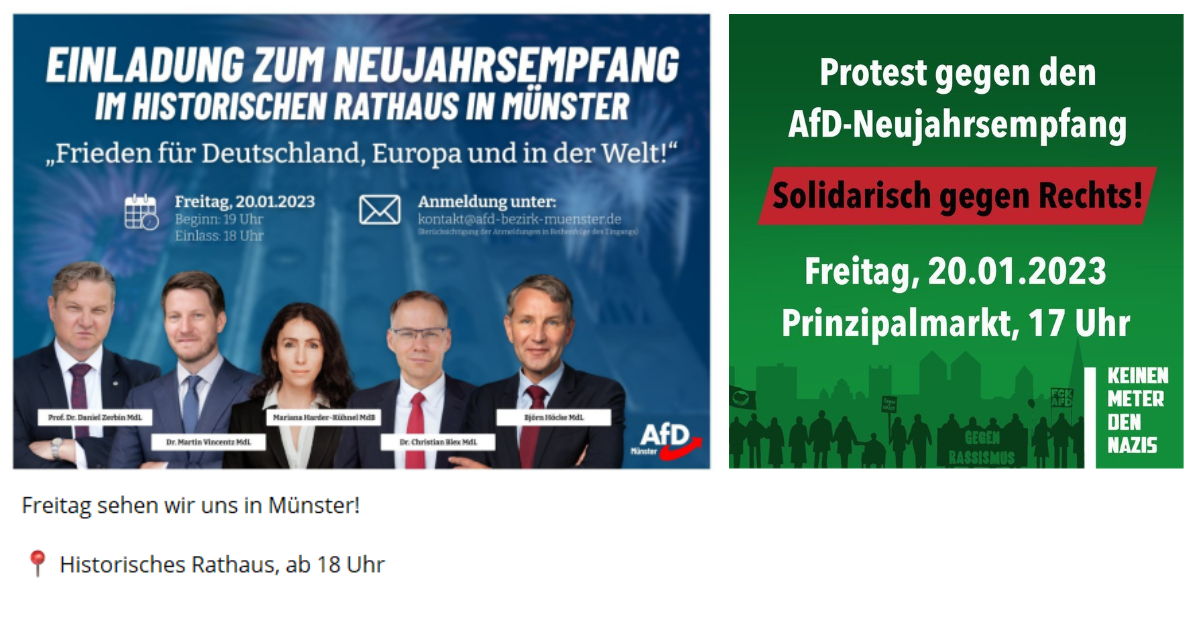 EINLADUNG ZUM NEUJAHRSEMPFANG
IM HISTORISCHEN RATHAUS IN MÜNSTER
„Frieden für Deutschland, Europa und in der Welt!“
Freitag, 20.01.2023
Beginn: 19 Uhr
Einlass: 18 Uhr
Anmeldung unter:
kontakt@afd-bezirk-muenster.de
(Berücksichtigung der Anmeldungen in Reihenfolge des Eingangs)
Prof. Dr. Daniel Zerbin MdL
Dr. Martin Vincentz MdL
Mariana Harder-Kühnel MdB
Dr. Christian Blex MdL
Björn Höcke MdL
AfD
Münster
Protest gegen den
AfD-Neujahrsempfang
Solidarisch gegen Rechts!
Freitag, 20.01.2023
Prinzipalmarkt, 17 Uhr
FCK
AFD
GEGEN
RASSISMUS
KEINEN
METER
DEN
NAZIS
Freitag sehen wir uns in Münster!
Historisches Rathaus, ab 18 Uhr